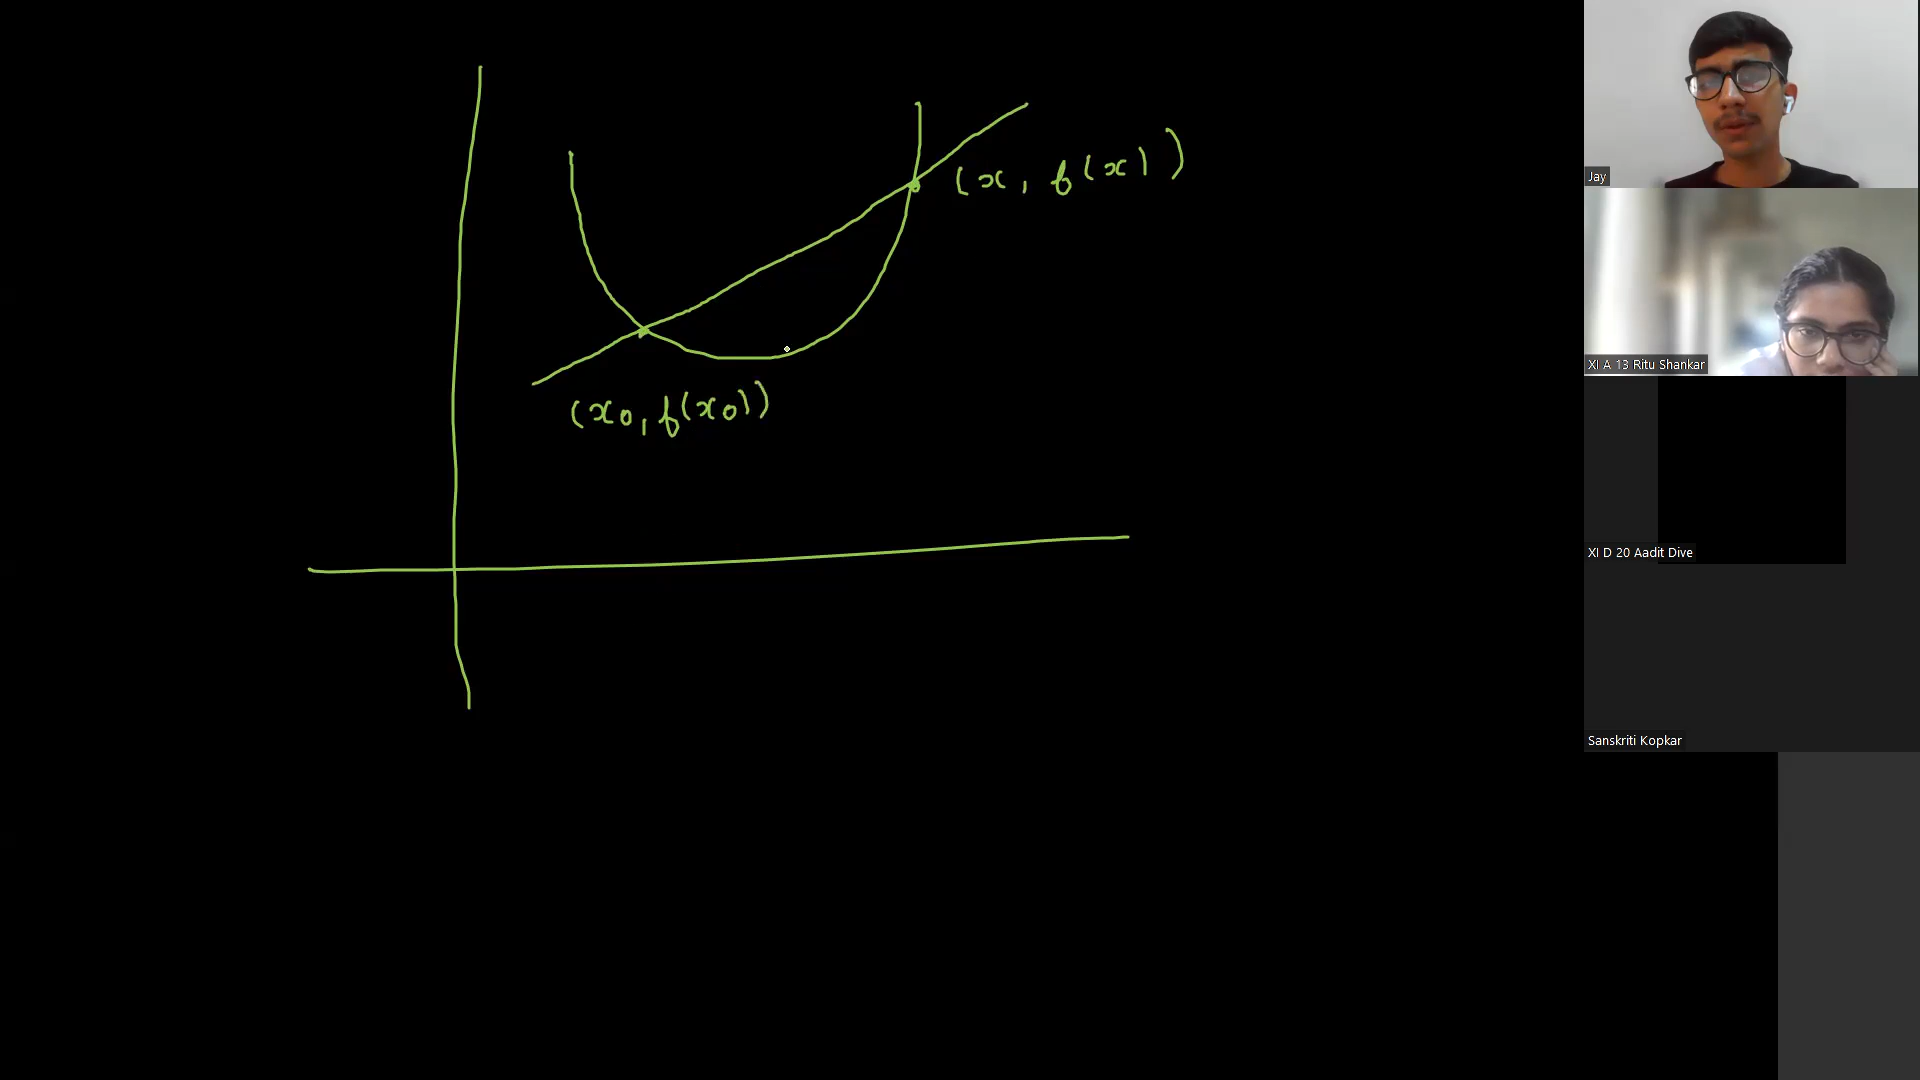 (x, f(x))
(x₀, f(x₀))
Jay
XI A 13 Ritu Shankar
XI D 20 Aadit Dive
Sanskriti Kopkar